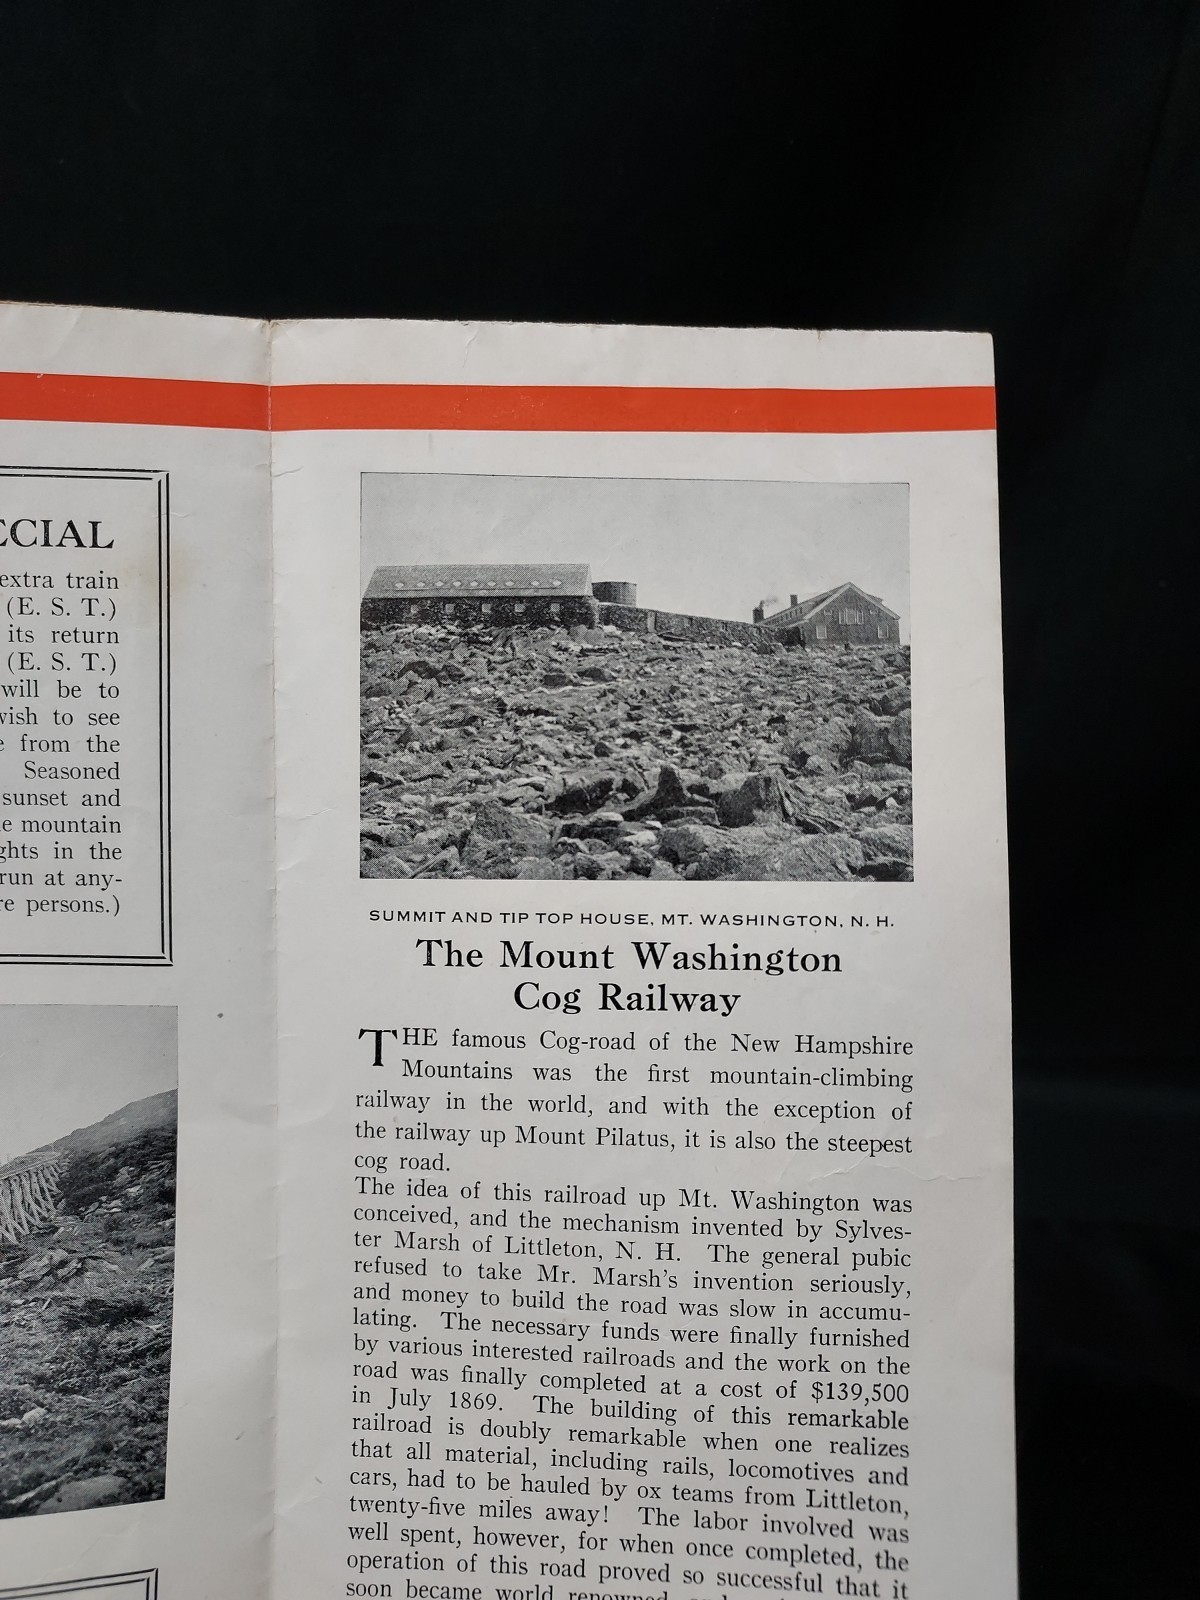 ECIAL
extra train
(E. S. T.)
its return
(E. S. T.)
will be to
wish to see
from the
Seasoned
sunset and
mountain
in the
run at any-
persons.)
SUMMIT AND TIP TOP HOUSE, MT. WASHINGTON, N. H.
The Mount Washington
Cog Railway
THE famous Cog-road of the New Hampshire
Mountains was the first mountain-climbing
railway in the world, and with the exception of
the railway up Mount Pilatus, it is also the steepest
cog road.
The idea of this railroad up Mt. Washington was
conceived, and the mechanism invented by Sylves-
ter Marsh of Littleton, N. H. The general pubic
refused to take Mr. Marsh's invention seriously,
and money to build the road was slow in accumu-
lating. The necessary funds were finally furnished
by various interested railroads and the work on the
road was finally completed at a cost of $139,500
in July 1869. The building of this remarkable
railroad is doubly remarkable when one realizes
that all material, including rails, locomotives and
cars, had to be hauled by ox teams from Littleton,
twenty-five miles away! The labor involved was
well spent, however, for when once completed, the
operation of this road proved so successful that it
soon became world renowned